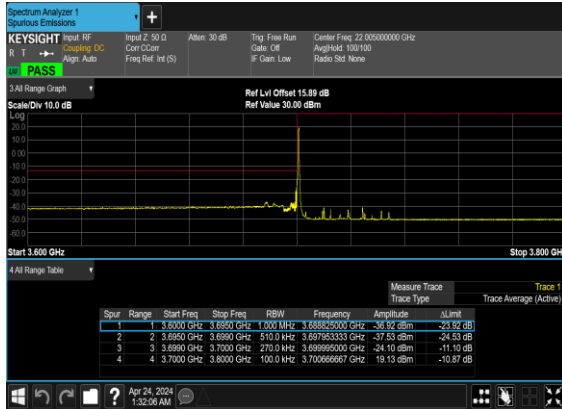 Spectrum Analyzer 1
Spurious Emissions
+
KEYSIGHT Input: RF Input Z: 50 Ω Atten: 30 dB Trig: Free Run Center Freq: 22.005000000 GHz
R T Coupling: DC Corr CCorr Gate: Off Avg|Hold: 100/100
Align: Auto Freq Ref: Int (S) IF Gain: Low Radio Std: None
PASS
3 All Range Graph
Ref Lvl Offset 15.89 dB
Scale/Div 10.0 dB Ref Value 30.00 dBm
Log
20.0
10.0
0.00
-10.0
-20.0
-30.0
-40.0
-50.0
-60.0
Start 3.600 GHz Stop 3.800 GHz
4 All Range Table
Measure Trace Trace 1
Trace Type Trace Average (Active)
Spur Range Start Freq Stop Freq RBW Frequency Amplitude ΔLimit
1 1 3.6000 GHz 3.6950 GHz 1.000 MHz 3.688825000 GHz -36.92 dBm -23.92 dB
2 2 3.6950 GHz 3.6990 GHz 510.0 kHz 3.697953333 GHz -37.53 dBm -24.53 dB
3 3 3.6990 GHz 3.7000 GHz 270.0 kHz 3.699995000 GHz -24.10 dBm -11.10 dB
4 4 3.7000 GHz 3.8000 GHz 100.0 kHz 3.700666667 GHz 19.13 dBm -10.87 dB
? Apr 24, 2024
1:32:06 AM